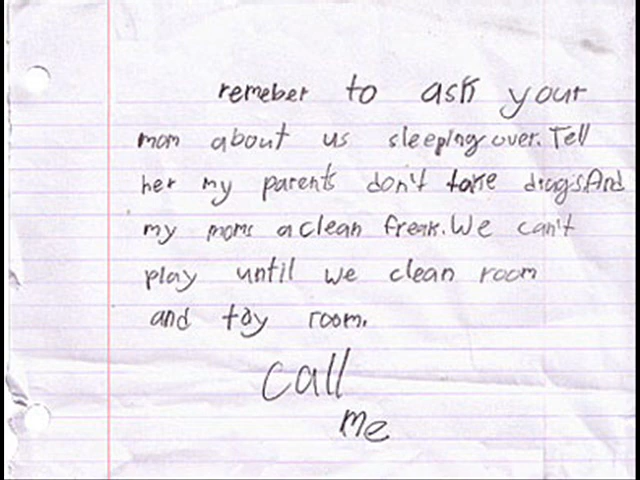 remeber to ask your
mom about us sleeping over. Tell
her my parents don't take drugs. And
my moms a clean freak. We can't
play until we clean room
and toy room.
Call
me